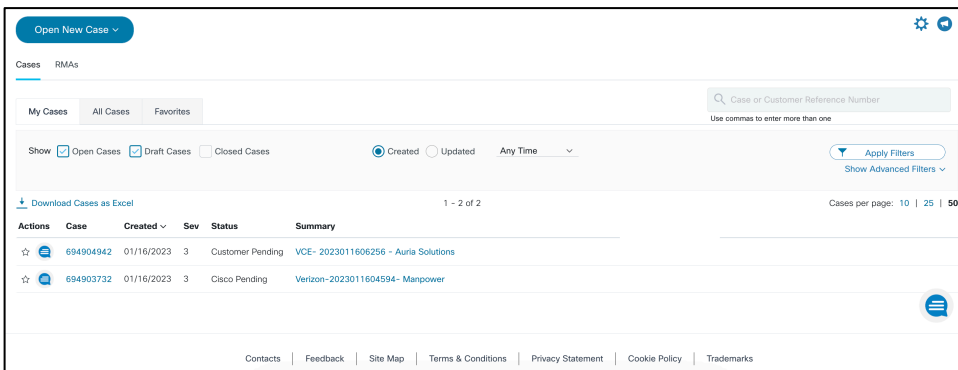 Open New Case
Cases RMAs
My Cases All Cases Favorites
Case or Customer Reference Number
Use commas to enter more than one
Show Open Cases Draft Cases Closed Cases Created Updated Any Time Apply Filters
Show Advanced Filters
Download Cases as Excel 1 - 2 of 2 Cases per page: 10 | 25 | 50
Actions Case Created Sev Status Summary
694904942 01/16/2023 3 Customer Pending VCE- 2023011606256 - Auria Solutions
694903732 01/16/2023 3 Cisco Pending Verizon-2023011604594- Manpower
Contacts | Feedback | Site Map | Terms & Conditions | Privacy Statement | Cookie Policy | Trademarks